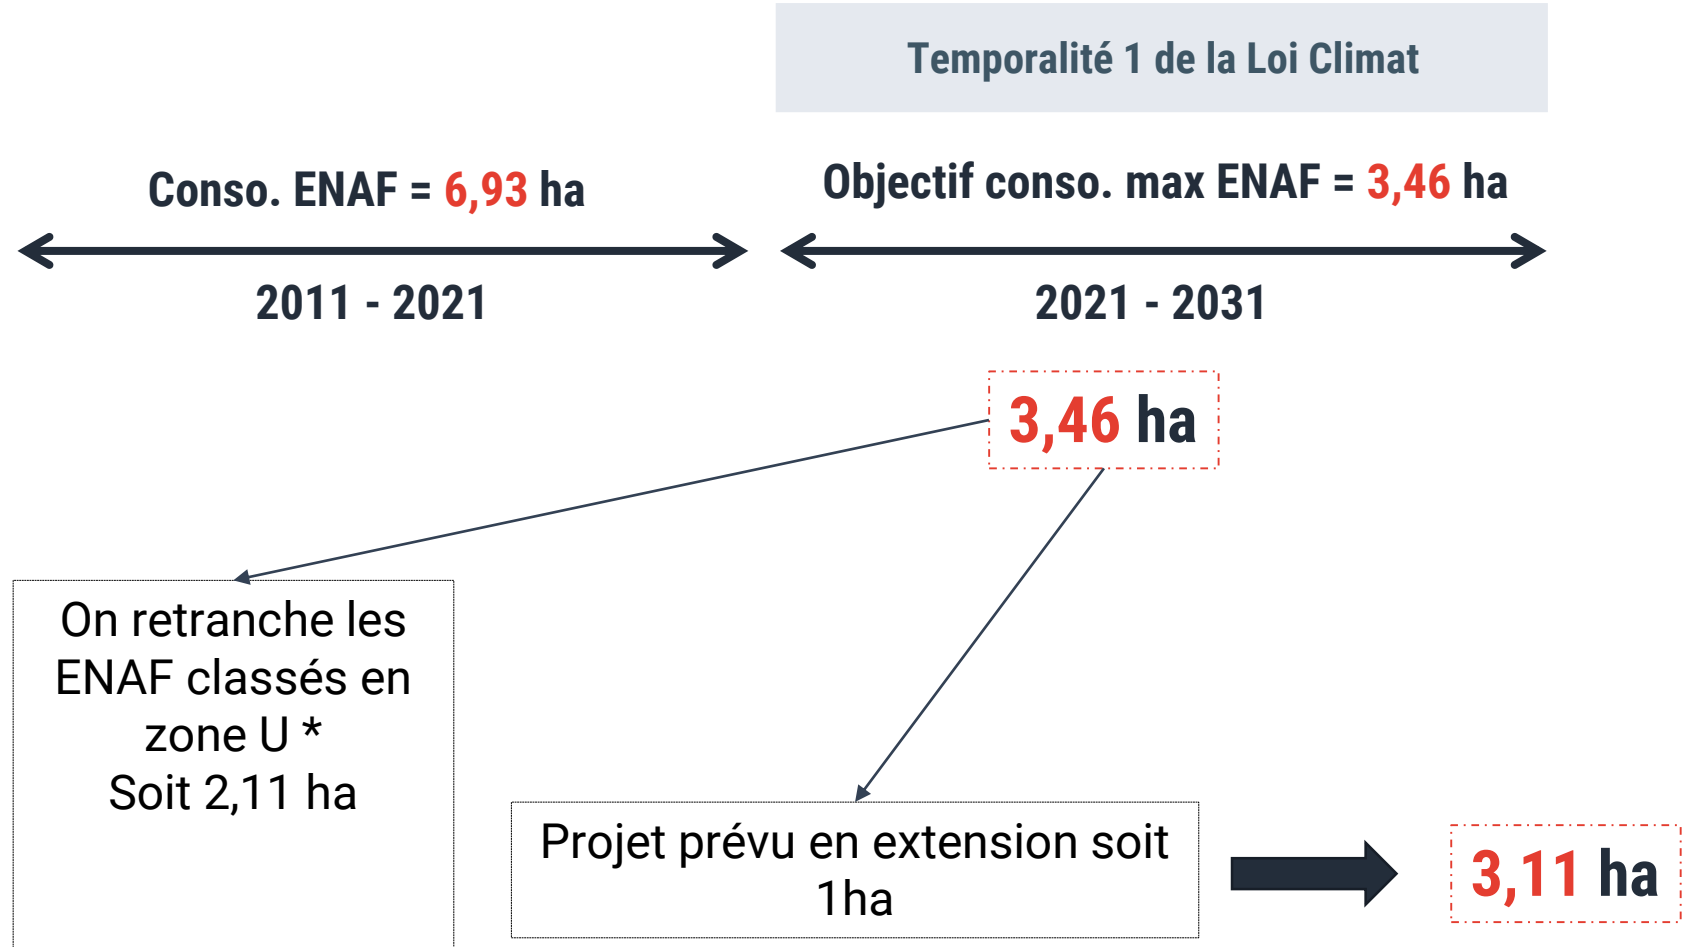 Temporalité 1 de la Loi Climat
Conso. ENAF = 6,93 ha
Objectif conso. max ENAF = 3,46 ha
2011 - 2021
2021 - 2031
3,46 ha
On retranche les
ENAF classés en
zone U *
Soit 2,11 ha
Projet prévu en extension soit
1ha
3,11 ha